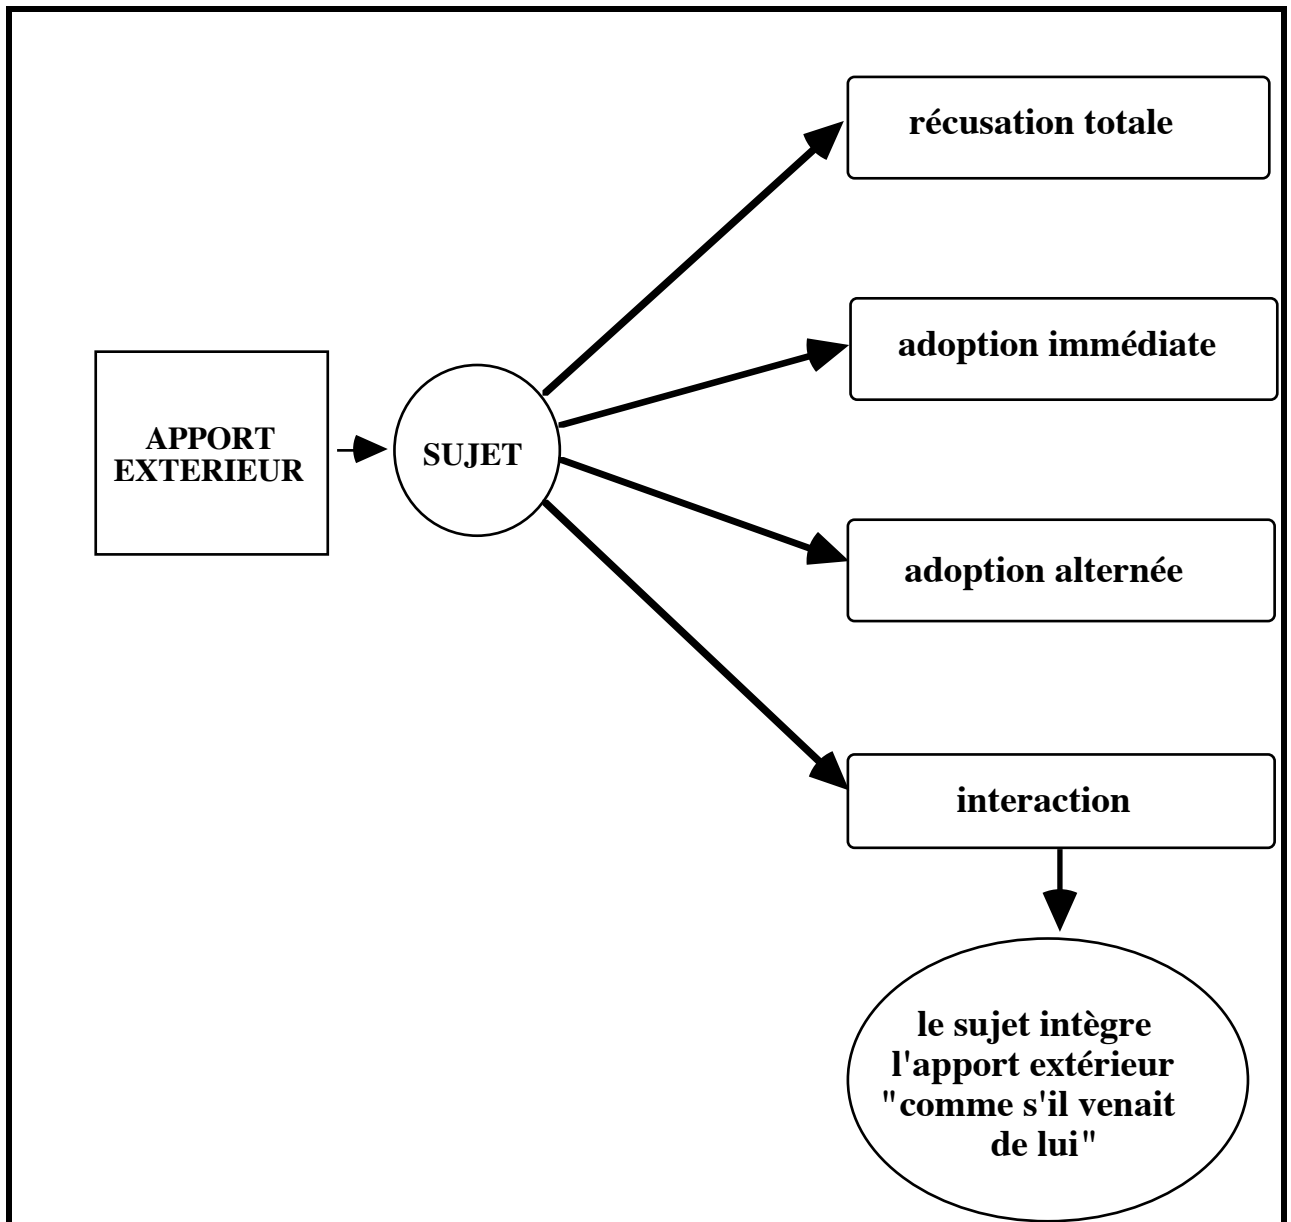 récusation totale
adoption immédiate
APPORT
EXTERIEUR
SUJET
adoption alternée
interaction
le sujet intègre
l'apport extérieur
"comme s'il venait
de lui"